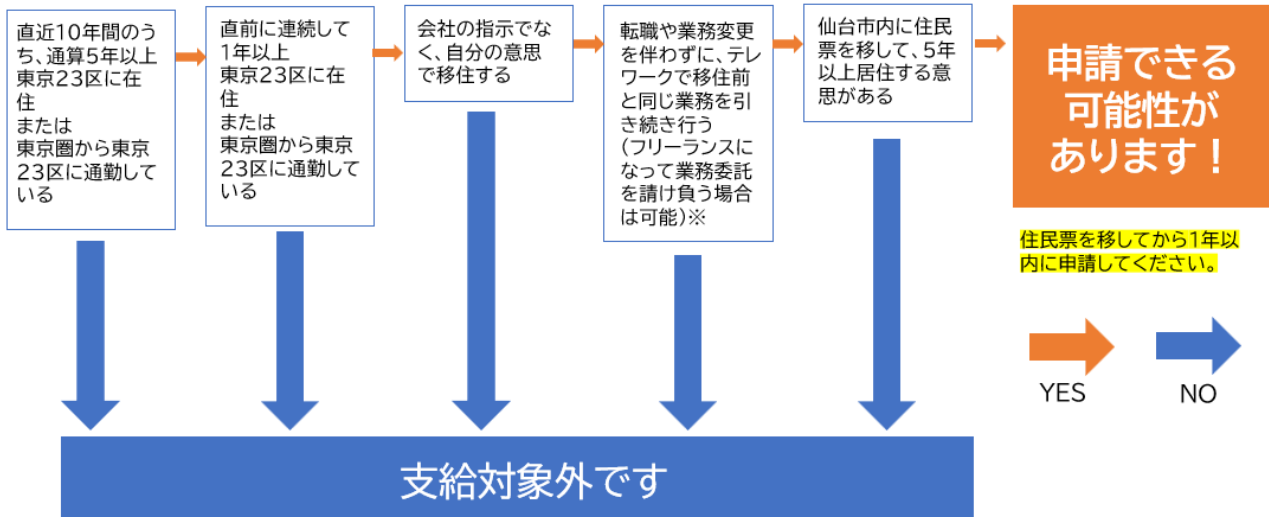 直近10年間のう
ち、通算5年以上
東京23区に在
住
または
東京圏から東京
23区に通勤して
いる
直前に連続して
1年以上
東京23区に在
住
または
東京圏から東京
23区に通勤して
いる
会社の指示でな
く、自分の意思
で移住する
転職や業務変更
を伴わずに、テレ
ワークで移住前
と同じ業務を引
き続き行う
(フリーランスに
なって業務委託
を請け負う場合
は可能)※
仙台市内に住民
票を移して、5年
以上居住する意
思がある
申請できる
可能性が
あります!
住民票を移してから1年以
内に申請してください。
YES
NO
支給対象外です